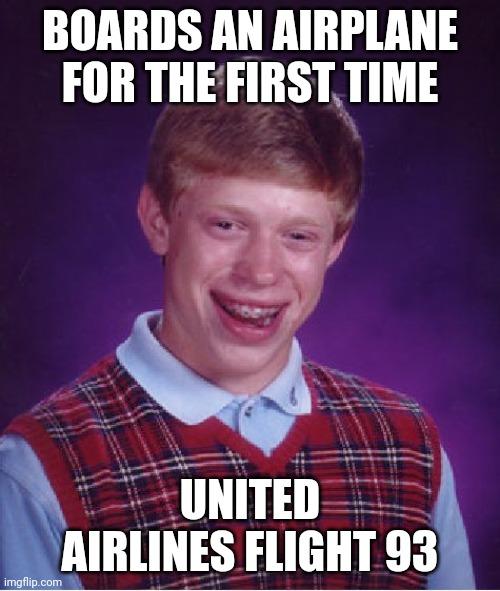 BOARDS AN AIRPLANE
FOR THE FIRST TIME
UNITED
AIRLINES FLIGHT 93
imgflip.com